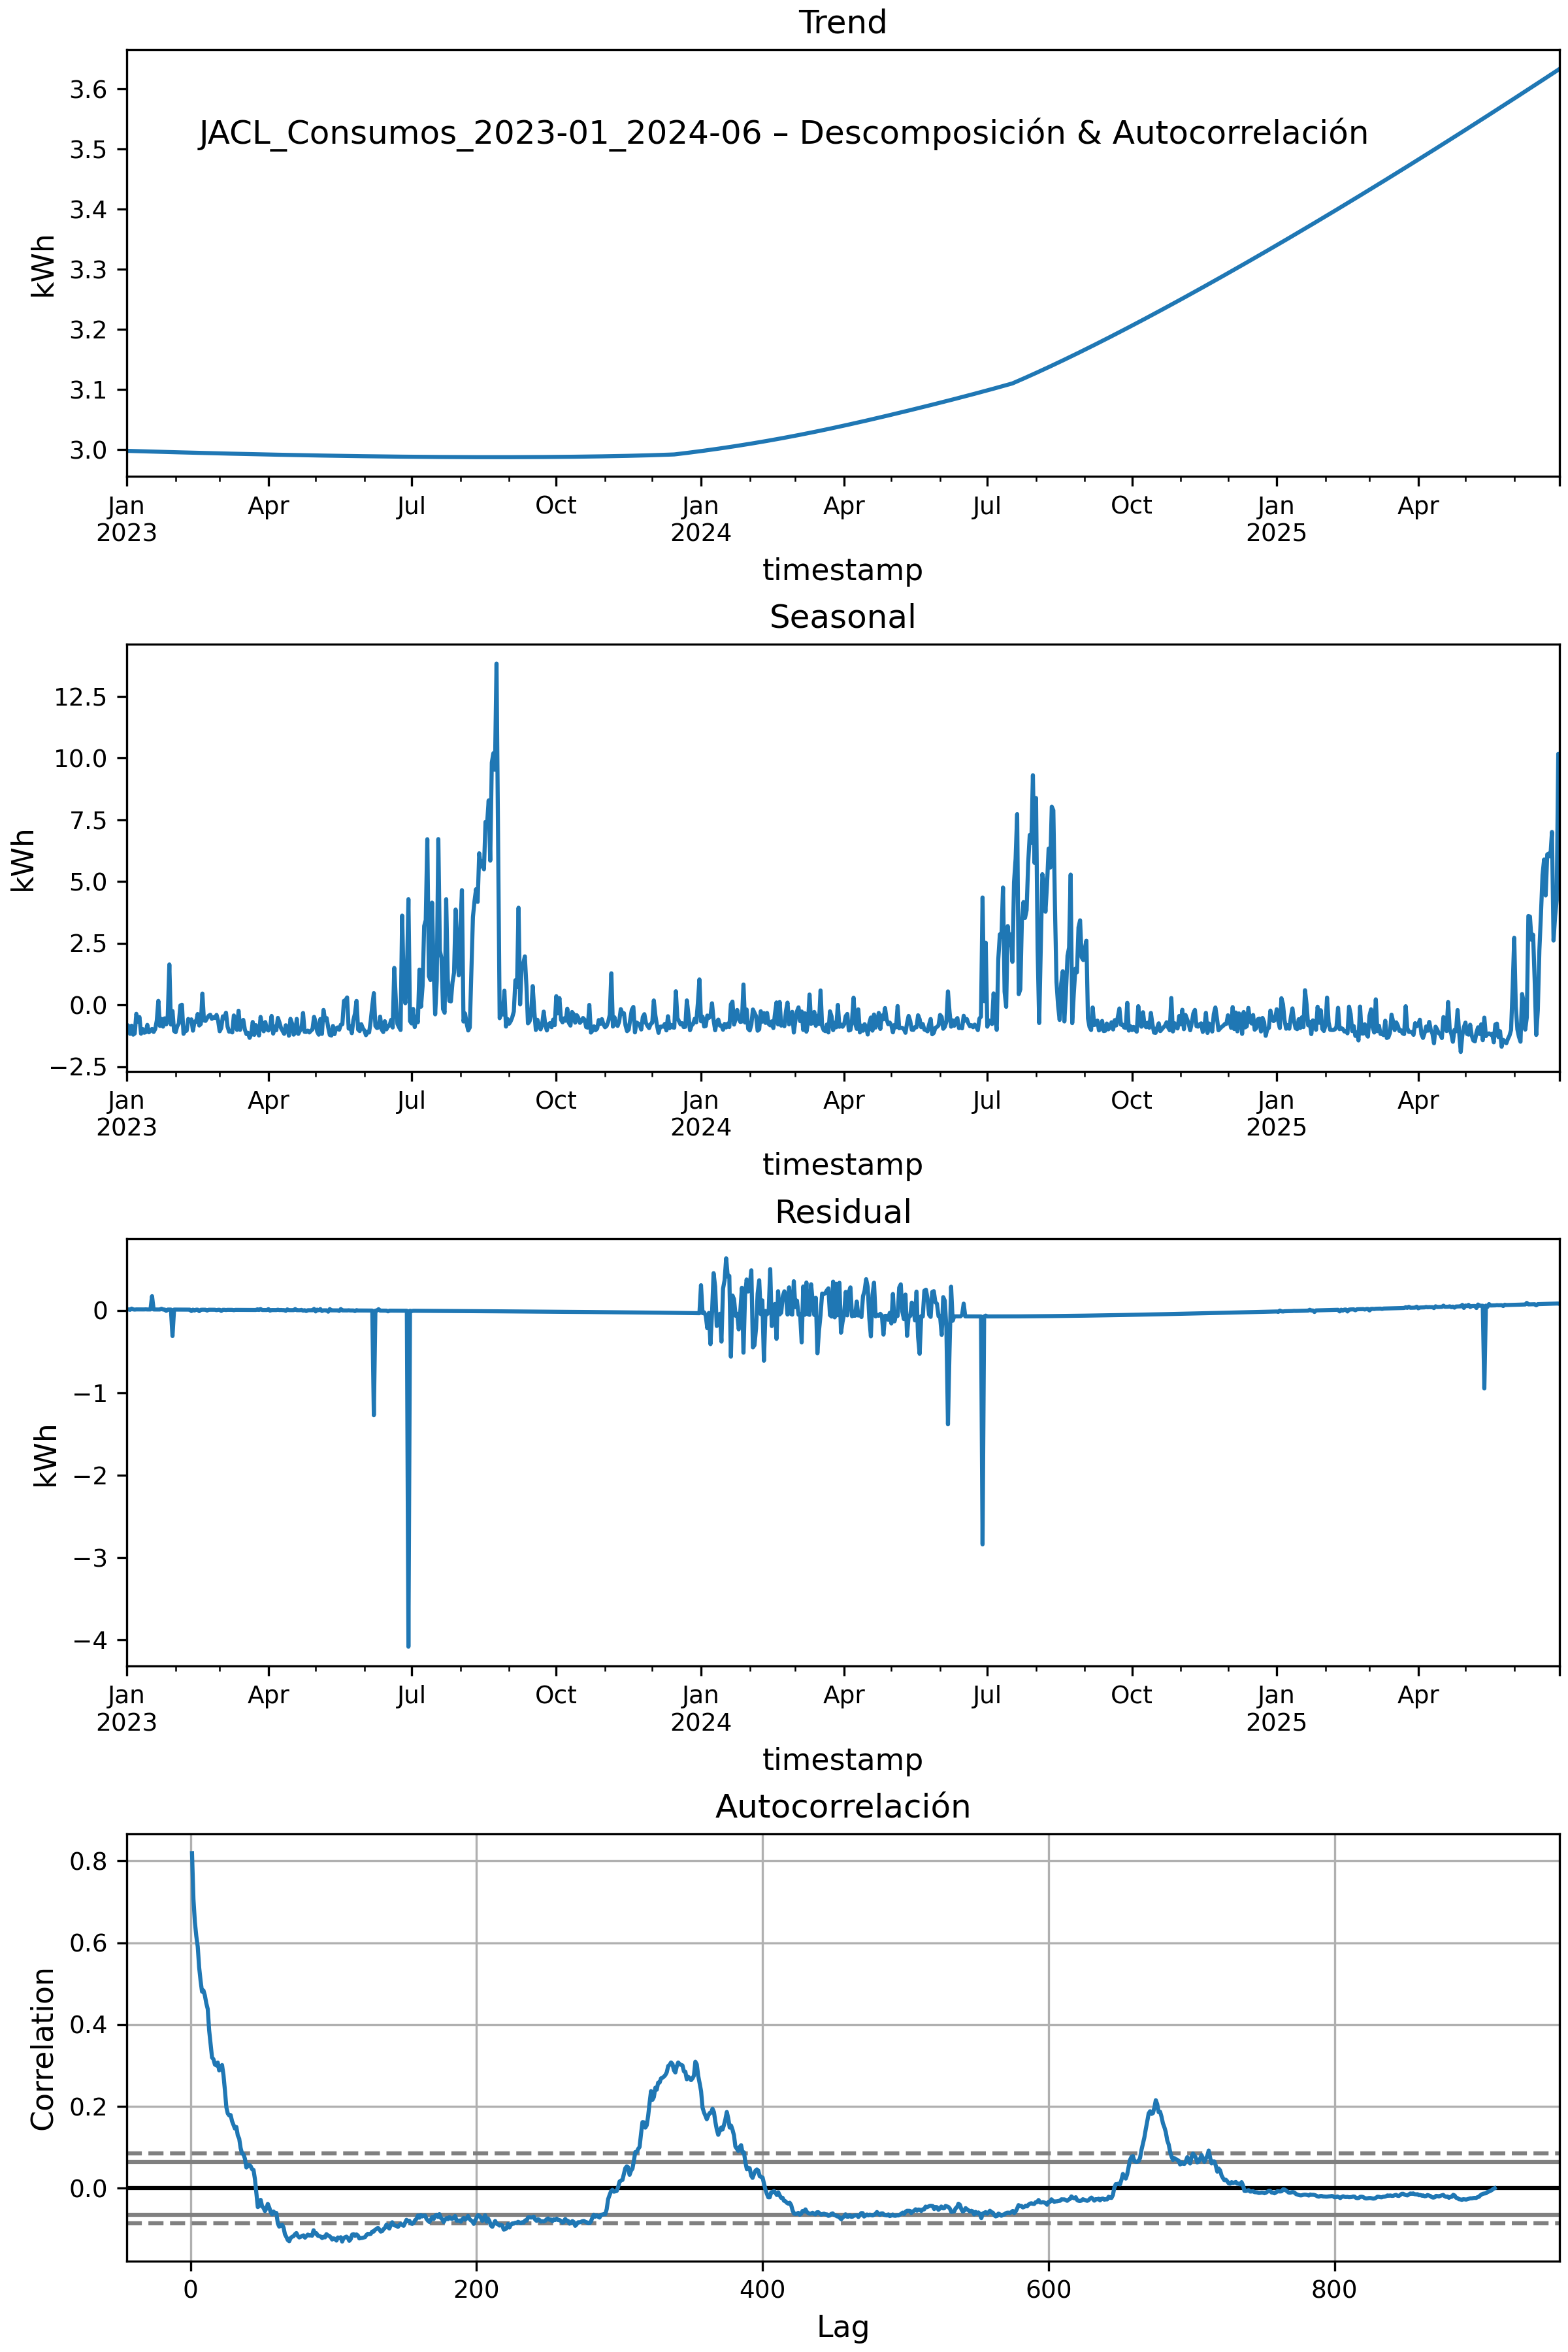 Trend
3.6
JACL_Consumos_2023-01_2024-06 – Descomposición & Autocorrelación
3.5
3.4
kWh
3.3
3.2
3.1
3.0
Jan Apr Jul Oct Jan Apr Jul Oct Jan Apr
2023 2024 2025
timestamp
Seasonal
12.5
10.0
7.5
kWh
5.0
2.5
0.0
−2.5
Jan Apr Jul Oct Jan Apr Jul Oct Jan Apr
2023 2024 2025
timestamp
Residual
0
−1
kWh
−2
−3
−4
Jan Apr Jul Oct Jan Apr Jul Oct Jan Apr
2023 2024 2025
timestamp
Autocorrelación
0.8
0.6
Correlation
0.4
0.2
0.0
0 200 400 600 800
Lag